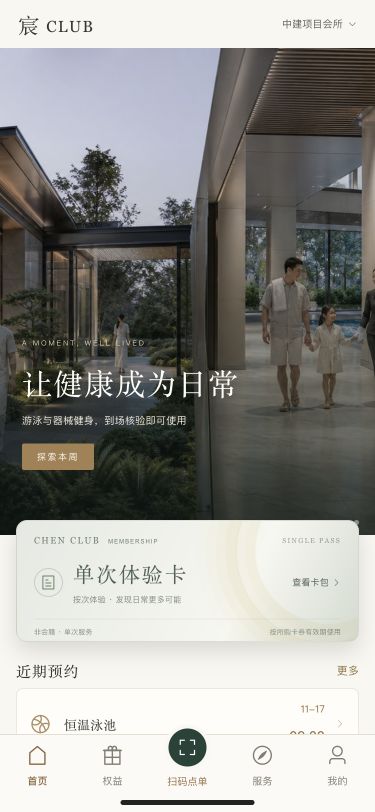 宸 CLUB
中建项目会所
A MOMENT, WELL LIVED
让健康成为日常
游泳与器械健身，到场核验即可使用
探索本周
CHEN CLUB MEMBERSHIP
SINGLE PASS
单次体验卡
按次体验 · 发现日常更多可能
查看卡包
非会籍 · 单次服务
按所购卡券有效期使用
近期预约
更多
恒温泳池
11-17
首页
权益
扫码点单
服务
我的